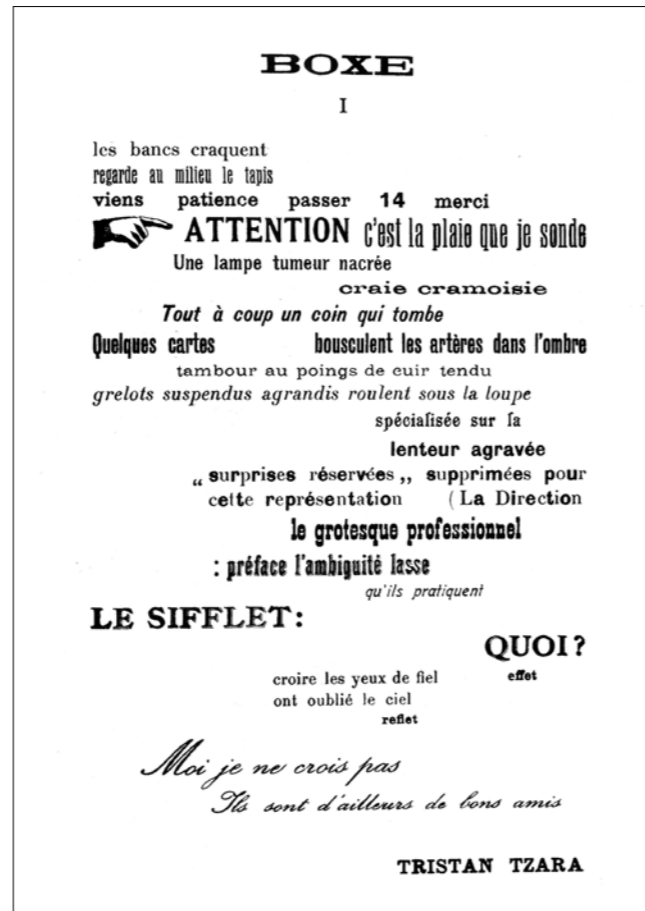 BOXE
I
les bancs craquent
regarde au milieu le tapis
viens patience passer 14 merci
ATTENTION c'est la plaie que je sonde
Une lampe tumeur nacrée
craie cramoisie
Tout à coup un coin qui tombe
Quelques cartes bousculent les artères dans l'ombre
tambour au poings de cuir tendu
grelots suspendus agrandis roulent sous la loupe
spécialisée sur la
lenteur agravée
„ surprises réservées „ supprimées pour
cette représentation (La Direction
le grotesque professionnel
: préface l'ambiguité lasse
qu'ils pratiquent
LE SIFFLET:
QUOI?
croire les yeux de fiel effet
ont oublié le ciel
reflet
Moi je ne crois pas
Ils sont d'ailleurs de bons amis
TRISTAN TZARA